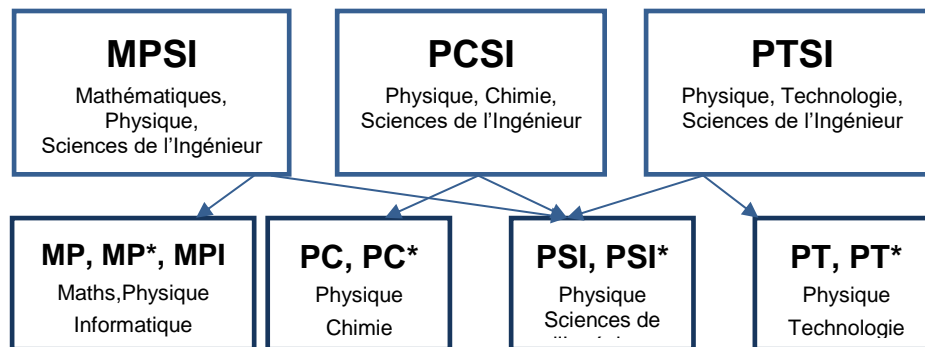 MPSI
Mathématiques,
Physique,
Sciences de l'Ingénieur
PCSI
Physique, Chimie,
Sciences de l'Ingénieur
PTSI
Physique, Technologie,
Sciences de l'Ingénieur
MP, MP*, MPI
Maths,Physique
Informatique
PC, PC*
Physique
Chimie
PSI, PSI*
Physique
Sciences de
PT, PT*
Physique
Technologie